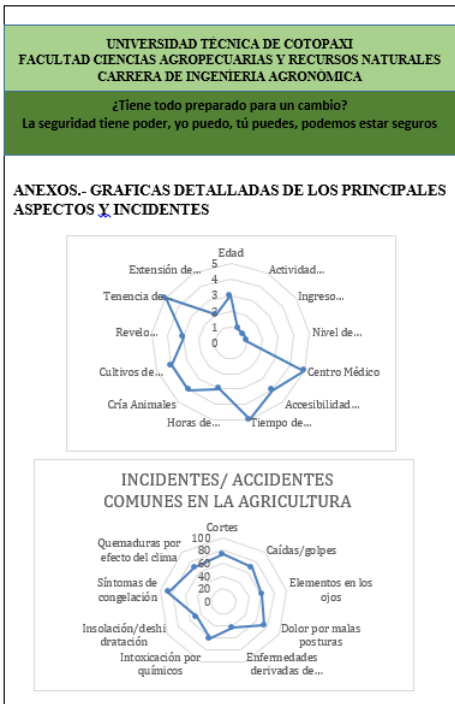 UNIVERSIDAD TÉCNICA DE COTOPAXI
FACULTAD CIENCIAS AGROPECUARIAS Y RECURSOS NATURALES
CARRERA DE INGENÍERIA AGRONÓMICA
¿Tiene todo preparado para un cambio?
La seguridad tiene poder, yo puedo, tú puedes, podemos estar seguros
ANEXOS.- GRAFICAS DETALLADAS DE LOS PRINCIPALES
ASPECTOS Y INCIDENTES
Edad
Actividad...
Ingreso...
Nivel de...
Centro Médico
Accesibilidad...
Tiempo de...
Horas de...
Cría Animales
Cultivos de...
Revelo...
Tenencia de...
Extensión de...
5
4
3
2
1
0
INCIDENTES/ ACCIDENTES
COMUNES EN LA AGRICULTURA
Cortes
Caídas/golpes
Elementos en los
ojos
Dolor por malas
posturas
Enfermedades
derivadas de...
Intoxicación por
químicos
Insolación/deshi
dratación
Síntomas de
congelación
Quemaduras por
efecto del clima
100
80
60
40
20
0